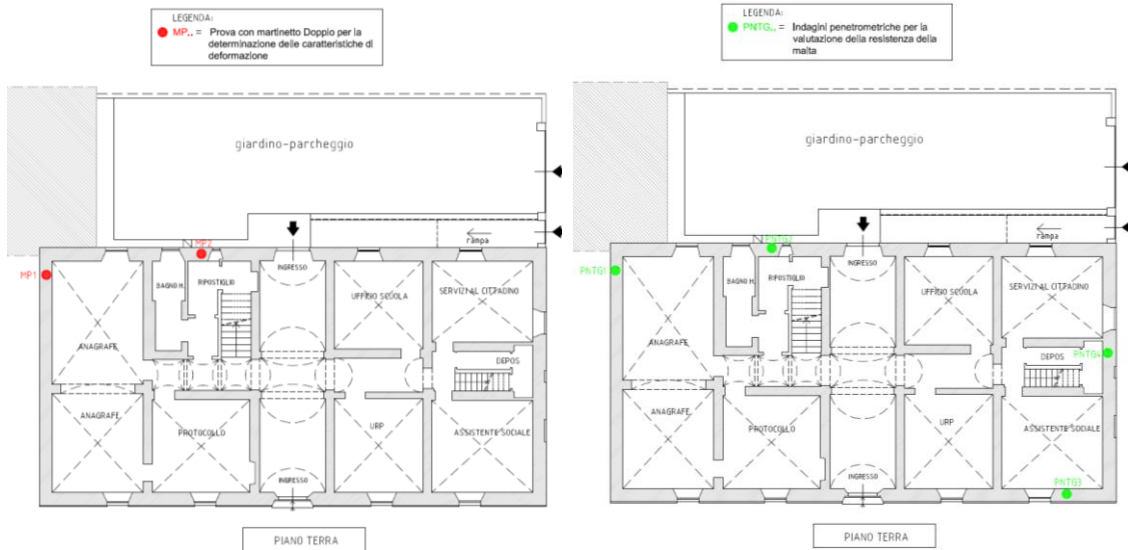 LEGENDA:
MP.. = Prova con martinetto Doppio per la
determinazione delle caratteristiche di
deformazione
giardino-parcheggio
rampa
MP2
MP1
BAGNO H.
RIPOSTIGLIO
INGRESSO
UFFICIO SCUOLA
SERVIZI AL CITTADINO
ANAGRAFE
DEPOS
ANAGRAFE
PROTOCOLLO
URP
ASSISTENTE SOCIALE
INGRESSO
PIANO TERRA
LEGENDA:
PNTG.. = Indagini penetrometriche per la
valutazione della resistenza della
malta
giardino-parcheggio
rampa
PNTG2
PNTG1
BAGNO H.
RIPOSTIGLIO
INGRESSO
UFFICIO SCUOLA
SERVIZI AL CITTADINO
ANAGRAFE
DEPOS
PNTG4
ANAGRAFE
PROTOCOLLO
URP
ASSISTENTE SOCIALE
INGRESSO
PNTG3
PIANO TERRA